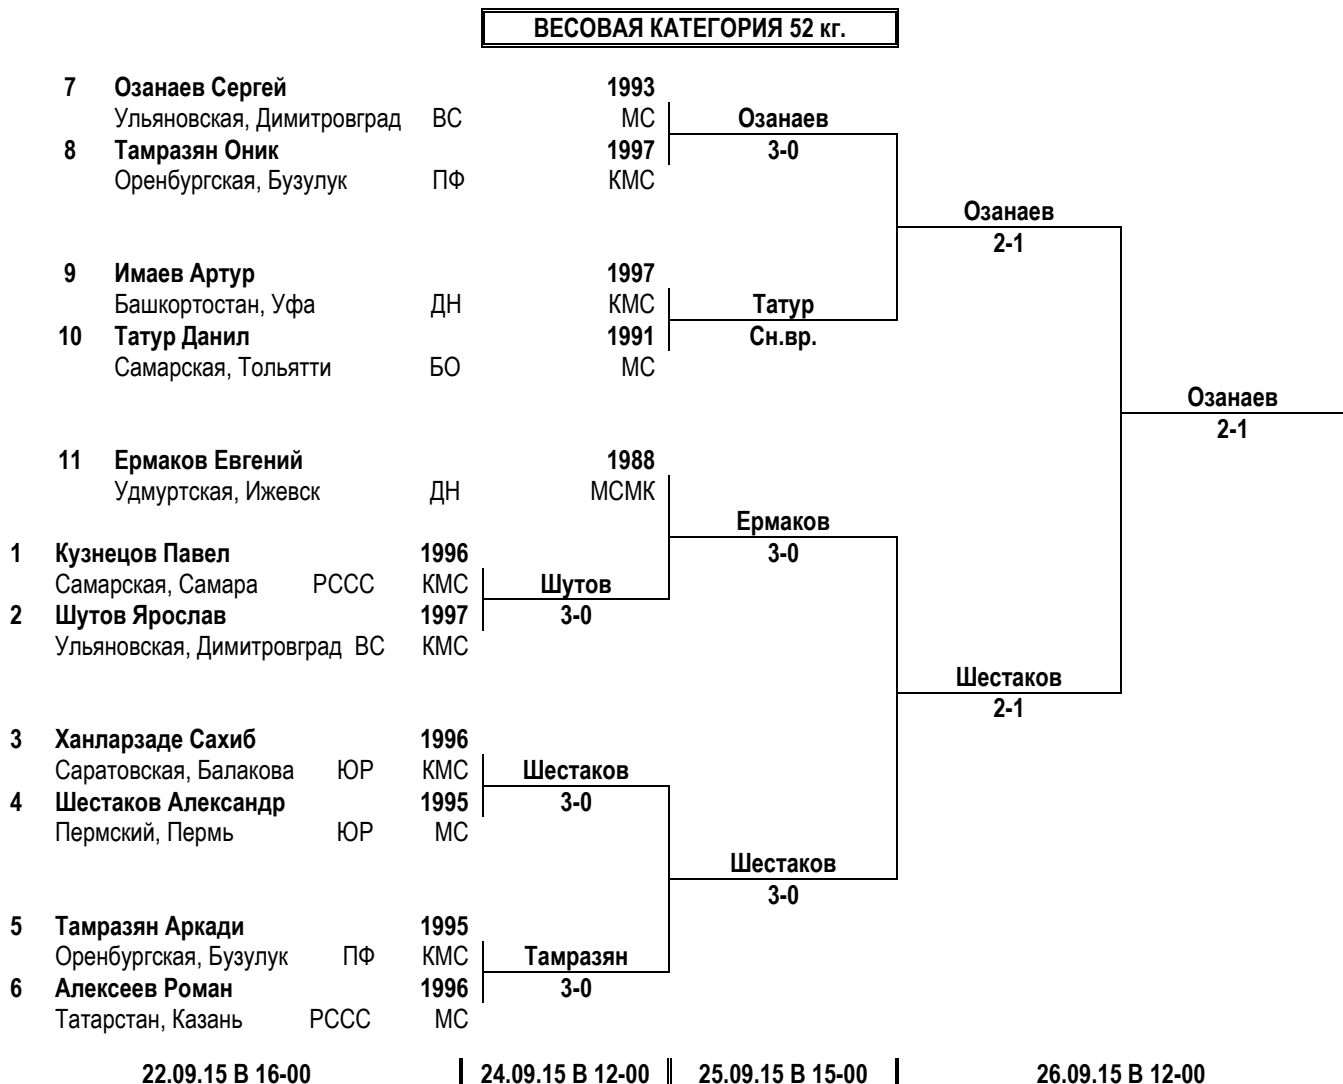 ВЕСОВАЯ КАТЕГОРИЯ 52 кг.
7 Озанаев Сергей 1993
Ульяновская, Димитровград ВС МС Озанаев
8 Тамразян Оник 1997 3-0
Оренбургская, Бузулук ПФ КМС
Озанаев
2-1
9 Имаев Артур 1997
Башкортостан, Уфа ДН КМС Татур
10 Татур Данил 1991 Сн.вр.
Самарская, Тольятти БО МС
Озанаев
2-1
11 Ермаков Евгений 1988
Удмуртская, Ижевск ДН МСМК
Ермаков
1 Кузнецов Павел 1996 3-0
Самарская, Самара РССС КМС Шутов
2 Шутов Ярослав 1997 3-0
Ульяновская, Димитровград ВС КМС
Шестаков
2-1
3 Ханларзаде Сахиб 1996
Саратовская, Балакова ЮР КМС Шестаков
4 Шестаков Александр 1995 3-0
Пермский, Пермь ЮР МС
Шестаков
3-0
5 Тамразян Аркади 1995
Оренбургская, Бузулук ПФ КМС Тамразян
6 Алексеев Роман 1996 3-0
Татарстан, Казань РССС МС
22.09.15 В 16-00 24.09.15 В 12-00 25.09.15 В 15-00 26.09.15 В 12-00